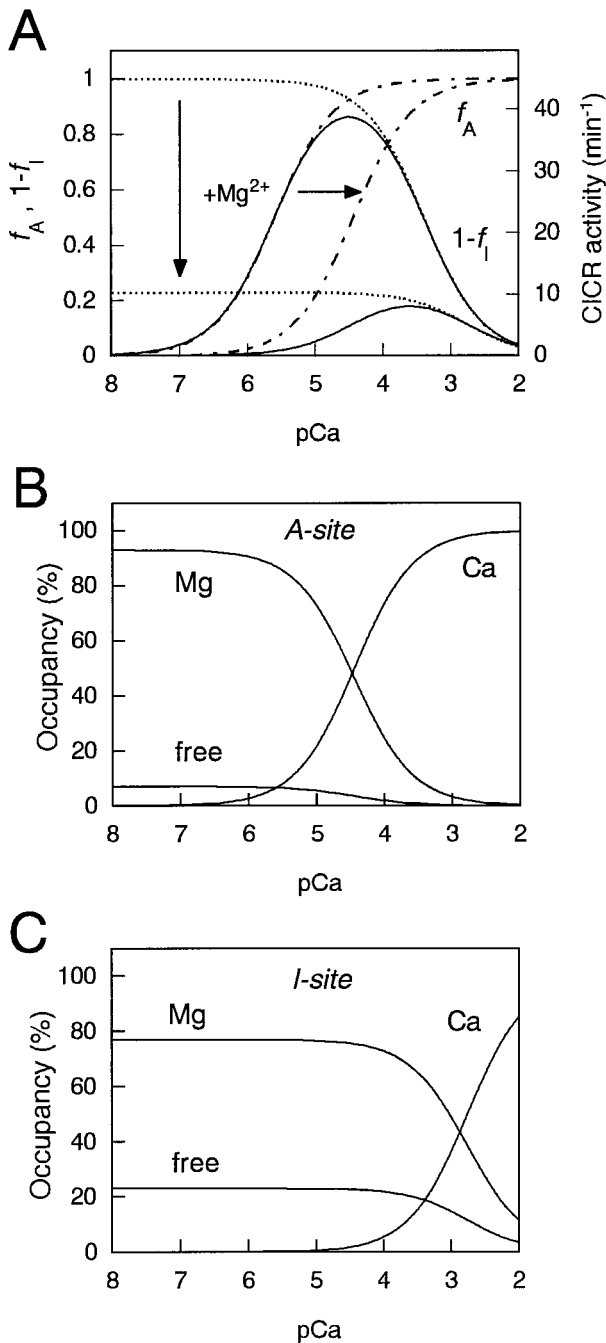 A
f_A , 1-f_I
1
0.8
0.6
0.4
0.2
0
+Mg²⁺
f_A
1-f_I
40
30
20
10
0
CICR activity (min⁻¹)
8 7 6 5 4 3 2
pCa
B
Occupancy (%)
100
80
60
40
20
0
A-site
Mg
Ca
free
8 7 6 5 4 3 2
pCa
C
Occupancy (%)
100
80
60
40
20
0
I-site
Mg
Ca
free
8 7 6 5 4 3 2
pCa